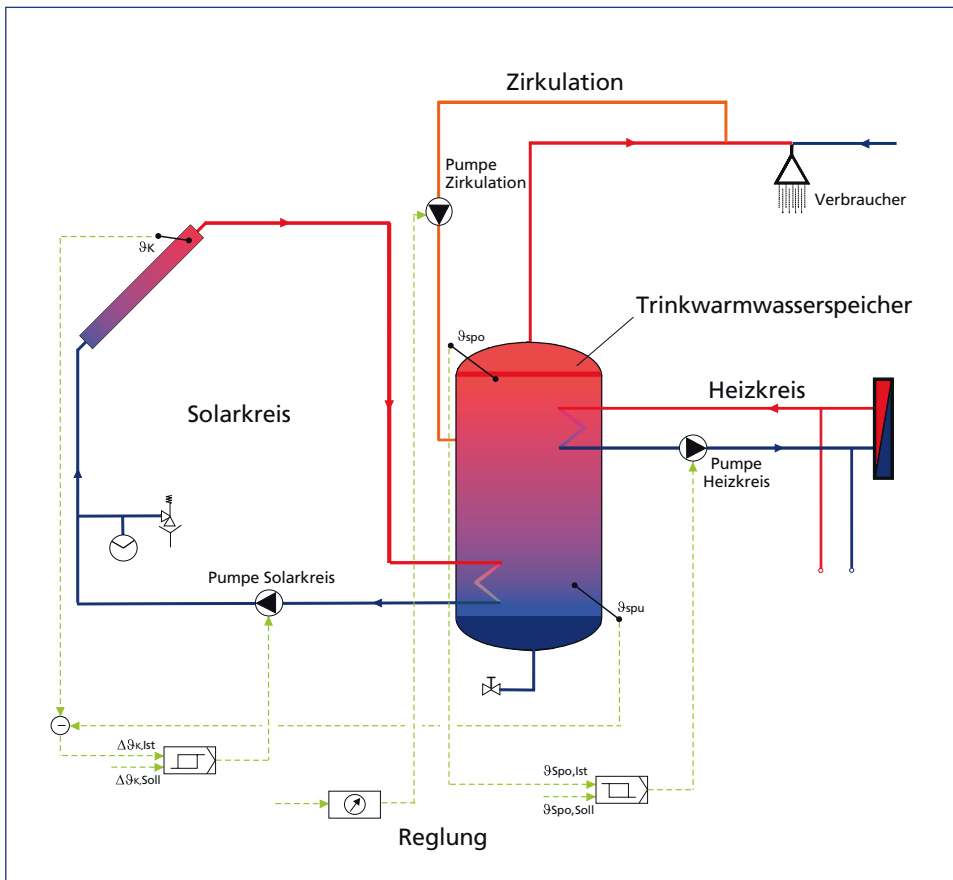 Zirkulation
Pumpe
Zirkulation
Verbraucher
ϑK
Trinkwarmwasserspeicher
ϑspo
Heizkreis
Solarkreis
Pumpe
Heizkreis
Pumpe Solarkreis
ϑspu
−
ΔϑK,Ist
ΔϑK,Soll
ϑSpo,Ist
ϑSpo,Soll
Reglung